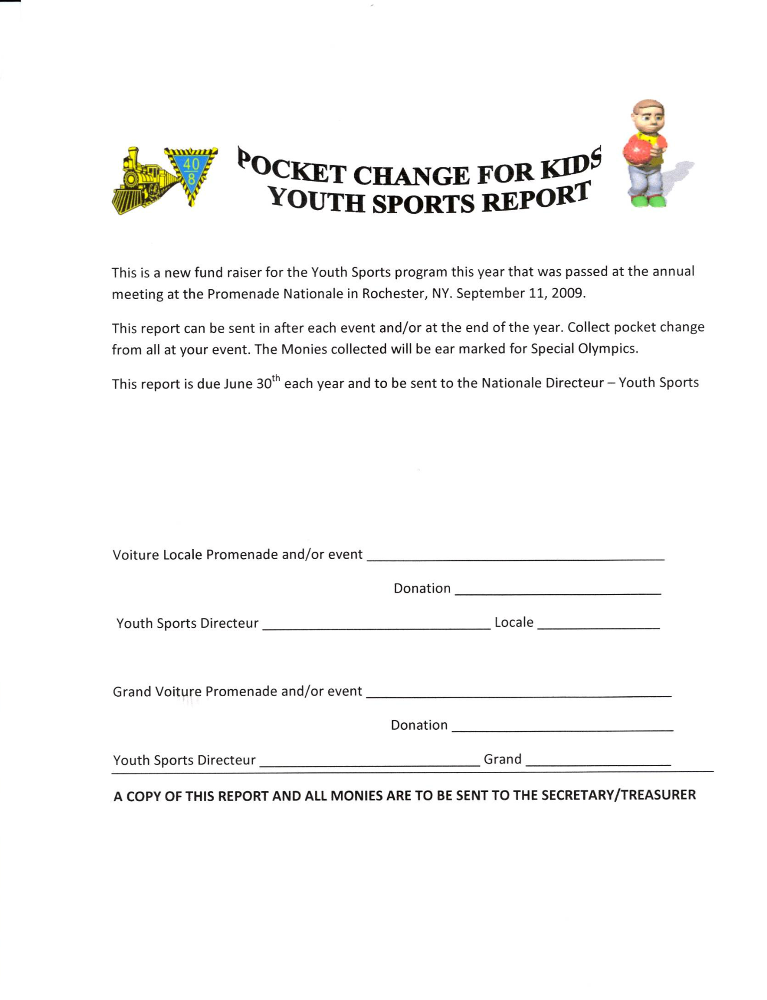 40
8
POCKET CHANGE FOR KIDS
YOUTH SPORTS REPORT
This is a new fund raiser for the Youth Sports program this year that was passed at the annual
meeting at the Promenade Nationale in Rochester, NY. September 11, 2009.
This report can be sent in after each event and/or at the end of the year. Collect pocket change
from all at your event. The Monies collected will be ear marked for Special Olympics.
This report is due June 30th each year and to be sent to the Nationale Directeur – Youth Sports
Voiture Locale Promenade and/or event
Donation
Youth Sports Directeur Locale
Grand Voiture Promenade and/or event
Donation
Youth Sports Directeur Grand
A COPY OF THIS REPORT AND ALL MONIES ARE TO BE SENT TO THE SECRETARY/TREASURER